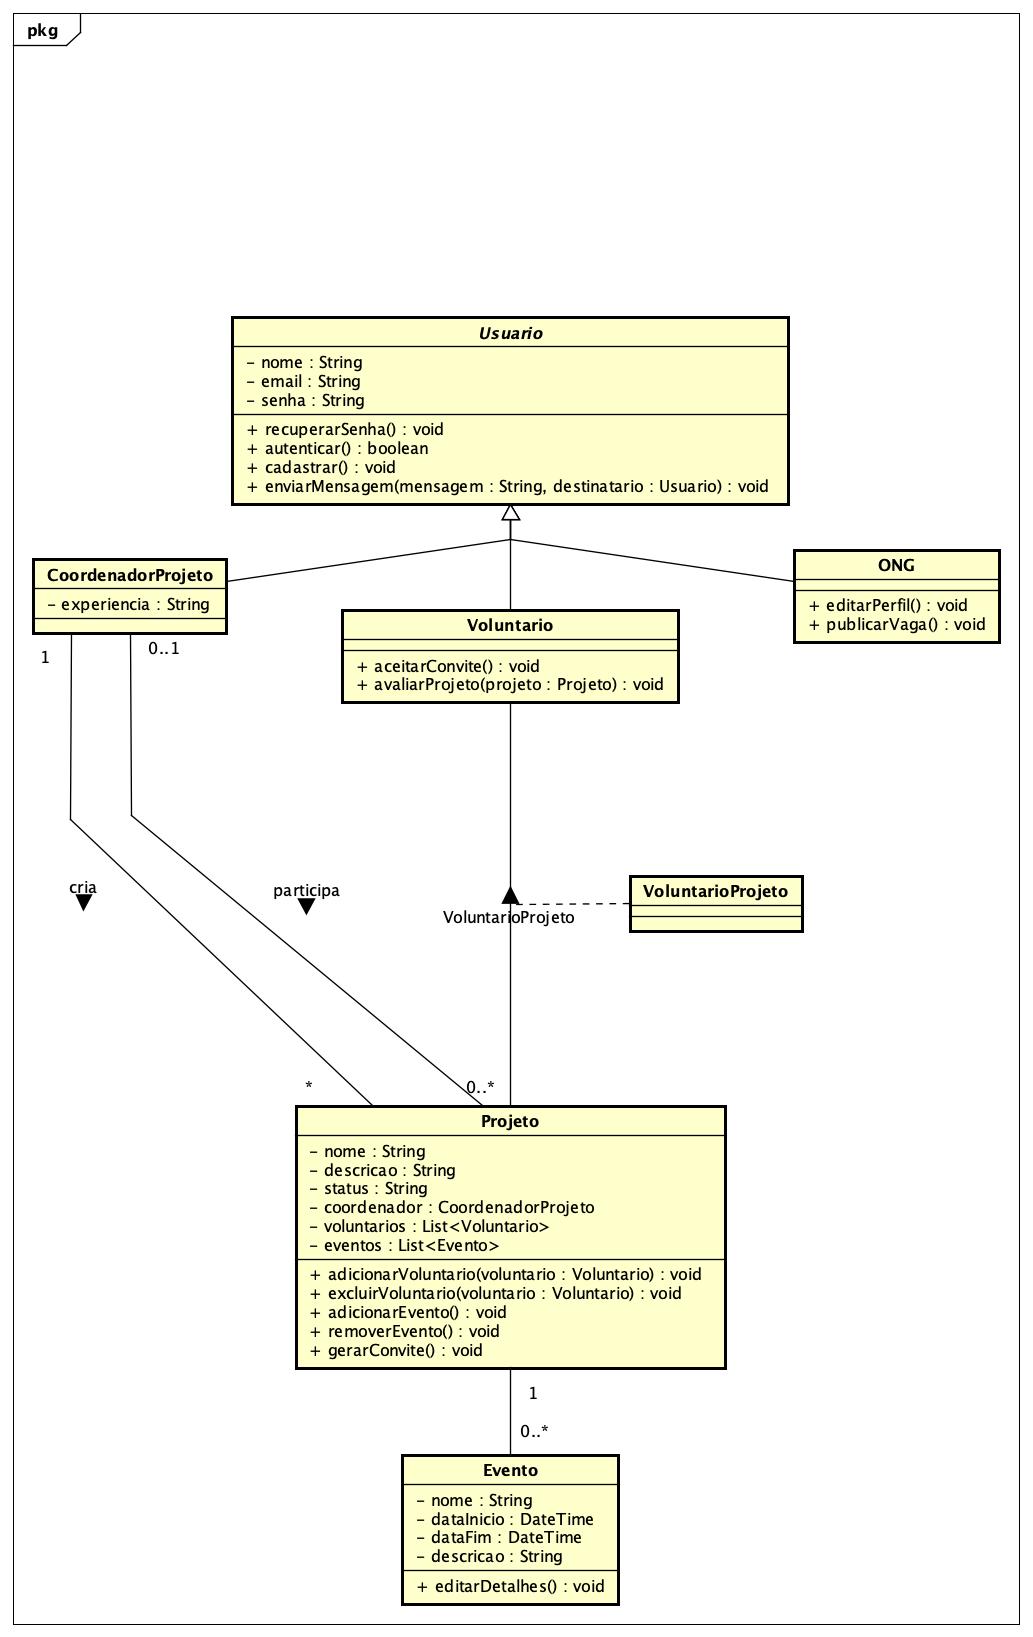 pkg
Usuario
- nome : String
- email : String
- senha : String
+ recuperarSenha() : void
+ autenticar() : boolean
+ cadastrar() : void
+ enviarMensagem(mensagem : String, destinatario : Usuario) : void
CoordenadorProjeto
- experiencia : String
ONG
+ editarPerfil() : void
+ publicarVaga() : void
Voluntario
+ aceitarConvite() : void
+ avaliarProjeto(projeto : Projeto) : void
1
0..1
cria
participa
VoluntarioProjeto
VoluntarioProjeto
*
0..*
Projeto
- nome : String
- descricao : String
- status : String
- coordenador : CoordenadorProjeto
- voluntarios : List<Voluntario>
- eventos : List<Evento>
+ adicionarVoluntario(voluntario : Voluntario) : void
+ excluirVoluntario(voluntario : Voluntario) : void
+ adicionarEvento() : void
+ removerEvento() : void
+ gerarConvite() : void
1
0..*
Evento
- nome : String
- dataInicio : DateTime
- dataFim : DateTime
- descricao : String
+ editarDetalhes() : void